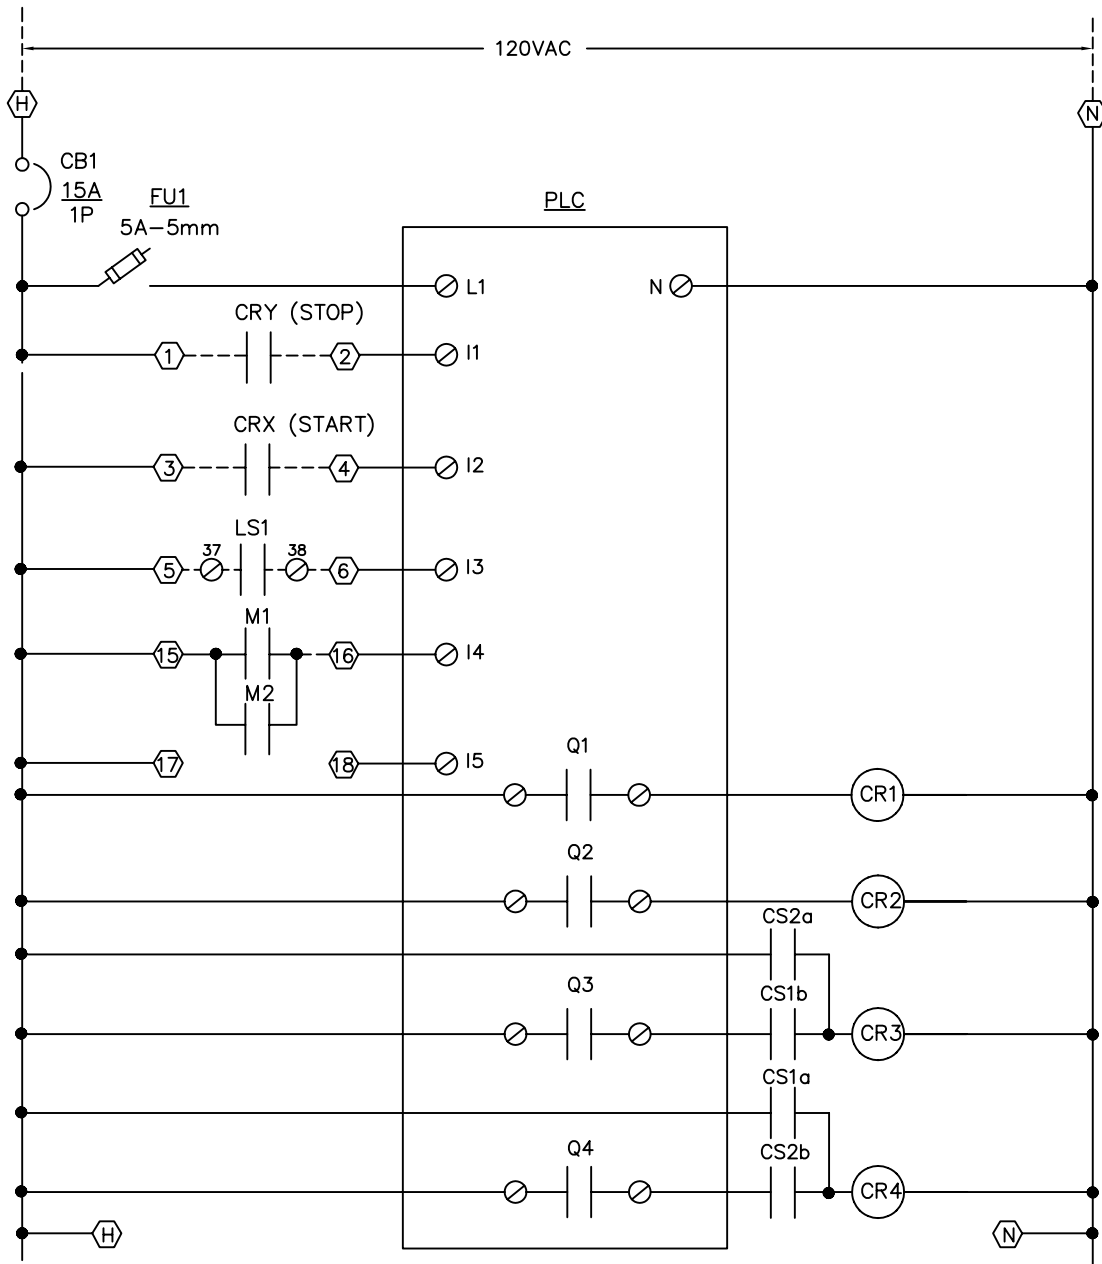 120VAC
H
N
CB1
15A
1P
FU1
5A-5mm
PLC
L1
N
CRY (STOP)
1
2
I1
CRX (START)
3
4
I2
LS1
5
37
38
6
I3
M1
15
16
I4
M2
17
18
I5
Q1
CR1
Q2
CR2
CS2a
Q3
CS1b
CR3
CS1a
Q4
CS2b
CR4
H
N